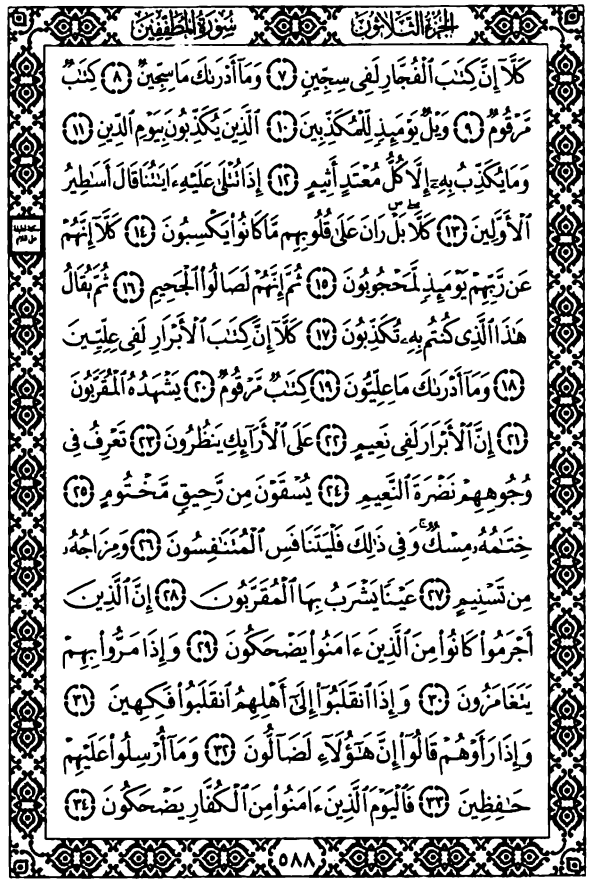 الجزء الثلاثون سورة المطففين
كَلَّآ إِنَّ كِتَٰبَ ٱلْفُجَّارِ لَفِى سِجِّينٍ ٧ وَمَآ أَدْرَىٰكَ مَا سِجِّينٌ ٨ كِتَٰبٌ
مَّرْقُومٌ ٩ وَيْلٌ يَوْمَئِذٍ لِّلْمُكَذِّبِينَ ١٠ ٱلَّذِينَ يُكَذِّبُونَ بِيَوْمِ ٱلدِّينِ ١١
وَمَا يُكَذِّبُ بِهِۦٓ إِلَّا كُلُّ مُعْتَدٍ أَثِيمٍ ١٢ إِذَا تُتْلَىٰ عَلَيْهِ ءَايَٰتُنَا قَالَ أَسَٰطِيرُ
ٱلْأَوَّلِينَ ١٣ كَلَّا ۖ بَلْ ۜ رَانَ عَلَىٰ قُلُوبِهِم مَّا كَانُوا۟ يَكْسِبُونَ ١٤ كَلَّآ إِنَّهُمْ
عَن رَّبِّهِمْ يَوْمَئِذٍ لَّمَحْجُوبُونَ ١٥ ثُمَّ إِنَّهُمْ لَصَالُوا۟ ٱلْجَحِيمِ ١٦ ثُمَّ يُقَالُ
هَٰذَا ٱلَّذِى كُنتُم بِهِۦ تُكَذِّبُونَ ١٧ كَلَّآ إِنَّ كِتَٰبَ ٱلْأَبْرَارِ لَفِى عِلِّيِّينَ
١٨ وَمَآ أَدْرَىٰكَ مَا عِلِّيُّونَ ١٩ كِتَٰبٌ مَّرْقُومٌ ٢٠ يَشْهَدُهُ ٱلْمُقَرَّبُونَ
٢١ إِنَّ ٱلْأَبْرَارَ لَفِى نَعِيمٍ ٢٢ عَلَى ٱلْأَرَآئِكِ يَنظُرُونَ ٢٣ تَعْرِفُ فِى
وُجُوهِهِمْ نَضْرَةَ ٱلنَّعِيمِ ٢٤ يُسْقَوْنَ مِن رَّحِيقٍ مَّخْتُومٍ ٢٥
خِتَٰمُهُۥ مِسْكٌ ۚ وَفِى ذَٰلِكَ فَلْيَتَنَافَسِ ٱلْمُتَنَٰفِسُونَ ٢٦ وَمِزَاجُهُۥ
مِن تَسْنِيمٍ ٢٧ عَيْنًا يَشْرَبُ بِهَا ٱلْمُقَرَّبُونَ ٢٨ إِنَّ ٱلَّذِينَ
أَجْرَمُوا۟ كَانُوا۟ مِنَ ٱلَّذِينَ ءَامَنُوا۟ يَضْحَكُونَ ٢٩ وَإِذَا مَرُّوا۟ بِهِمْ
يَتَغَامَزُونَ ٣٠ وَإِذَا ٱنقَلَبُوٓا۟ إِلَىٰٓ أَهْلِهِمُ ٱنقَلَبُوا۟ فَكِهِينَ ٣١
وَإِذَا رَأَوْهُمْ قَالُوٓا۟ إِنَّ هَٰٓؤُلَآءِ لَضَآلُّونَ ٣٢ وَمَآ أُرْسِلُوا۟ عَلَيْهِمْ
حَٰفِظِينَ ٣٣ فَٱلْيَوْمَ ٱلَّذِينَ ءَامَنُوا۟ مِنَ ٱلْكُفَّارِ يَضْحَكُونَ ٣٤
٥٨٨